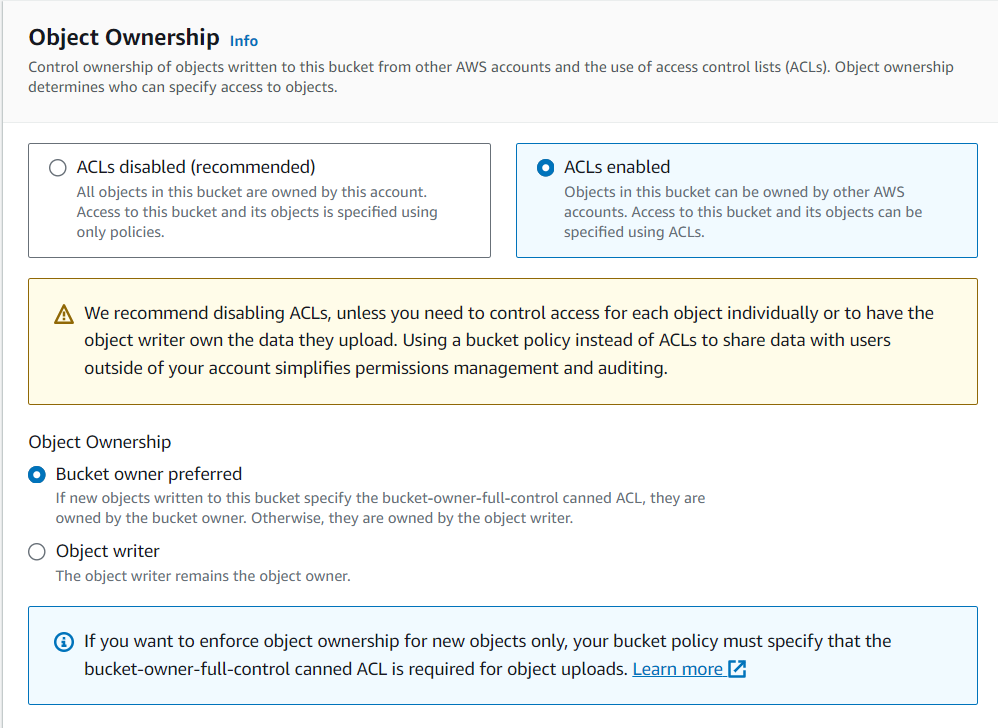 Object Ownership Info
Control ownership of objects written to this bucket from other AWS accounts and the use of access control lists (ACLs). Object ownership
determines who can specify access to objects.
ACLs disabled (recommended)
All objects in this bucket are owned by this account.
Access to this bucket and its objects is specified using
only policies.
ACLs enabled
Objects in this bucket can be owned by other AWS
accounts. Access to this bucket and its objects can be
specified using ACLs.
We recommend disabling ACLs, unless you need to control access for each object individually or to have the
object writer own the data they upload. Using a bucket policy instead of ACLs to share data with users
outside of your account simplifies permissions management and auditing.
Object Ownership
Bucket owner preferred
If new objects written to this bucket specify the bucket-owner-full-control canned ACL, they are
owned by the bucket owner. Otherwise, they are owned by the object writer.
Object writer
The object writer remains the object owner.
If you want to enforce object ownership for new objects only, your bucket policy must specify that the
bucket-owner-full-control canned ACL is required for object uploads. Learn more